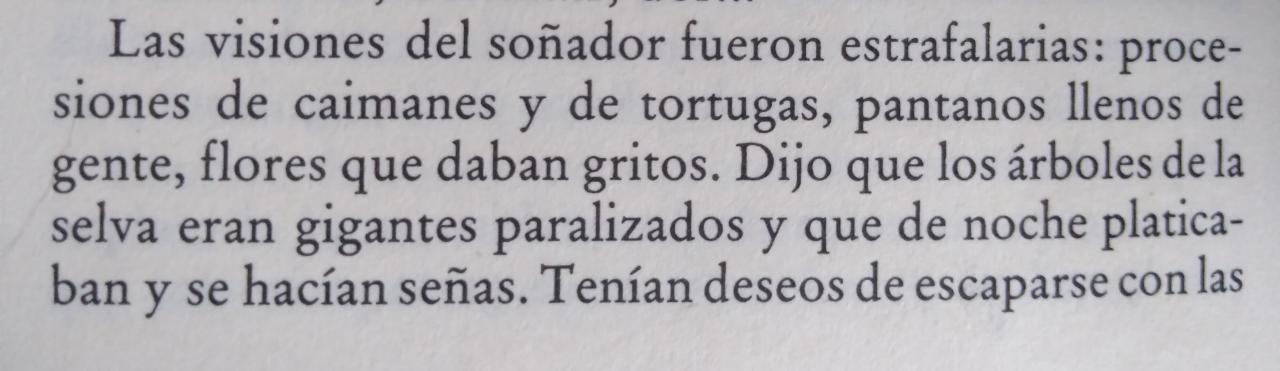 Las visiones del soñador fueron estrafalarias: proce-
siones de caimanes y de tortugas, pantanos llenos de
gente, flores que daban gritos. Dijo que los árboles de la
selva eran gigantes paralizados y que de noche platica-
ban y se hacían señas. Tenían deseos de escaparse con las